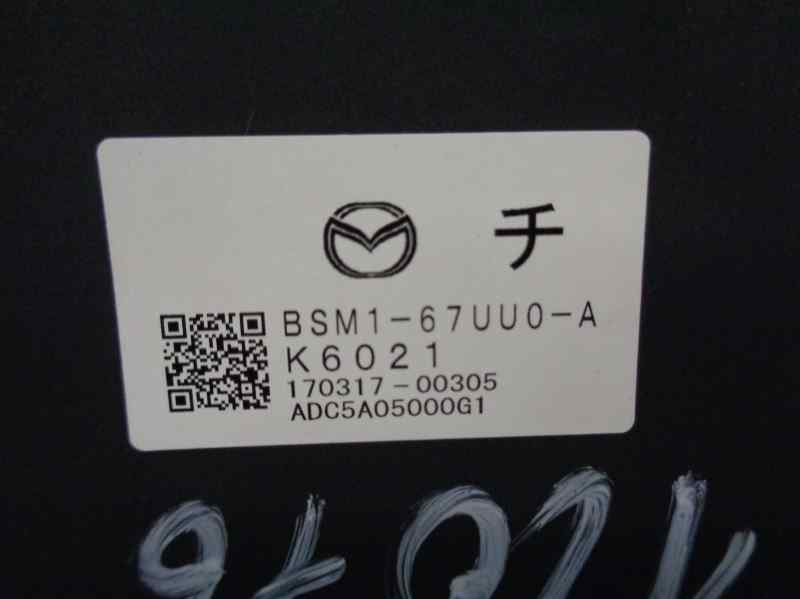 チ
BSM1-67UU0-A
K6021
170317-00305
ADC5A05000G1